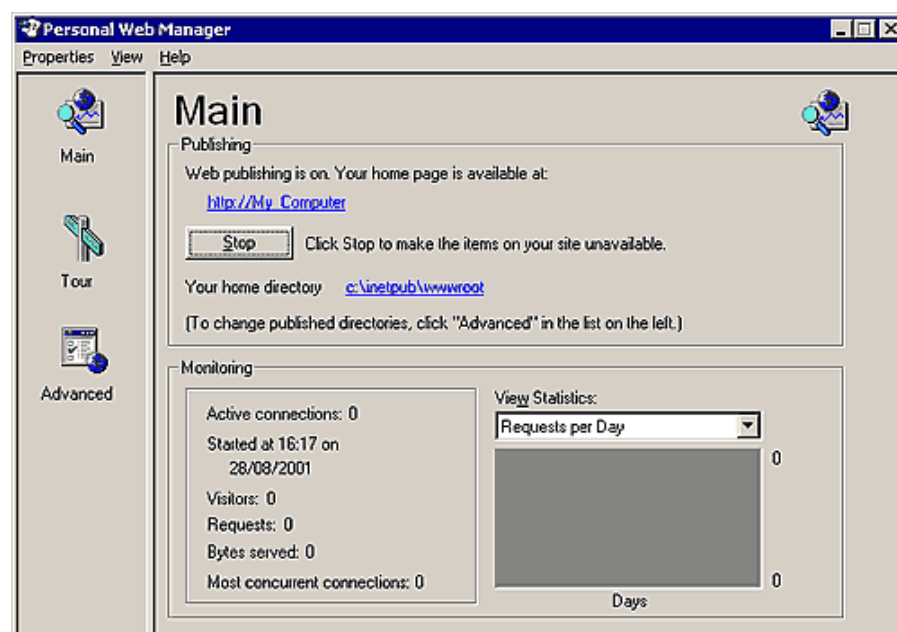 Personal Web Manager
Properties View Help
Main
Tour
Advanced
Main
Publishing
Web publishing is on. Your home page is available at:
http://My_Computer
Stop Click Stop to make the items on your site unavailable.
Your home directory c:\inetpub\wwwroot
(To change published directories, click "Advanced" in the list on the left.)
Monitoring
Active connections: 0
Started at 16:17 on
28/08/2001
Visitors: 0
Requests: 0
Bytes served: 0
Most concurrent connections: 0
View Statistics:
Requests per Day
0
0
Days